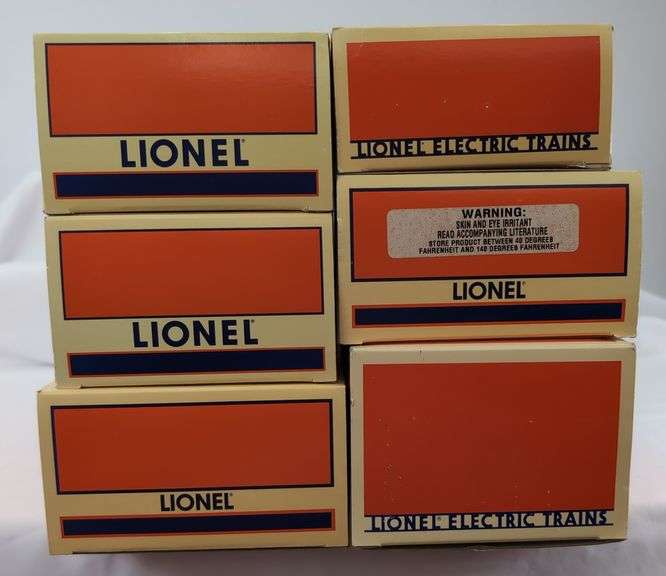 LIONEL®
LIONEL®
LIONEL®
LIONEL® ELECTRIC TRAINS
WARNING:
SKIN AND EYE IRRITANT
READ ACCOMPANYING LITERATURE
STORE PRODUCT BETWEEN 40 DEGREES
FAHRENHEIT AND 140 DEGREES FAHRENHEIT
LIONEL®
LIONEL® ELECTRIC TRAINS